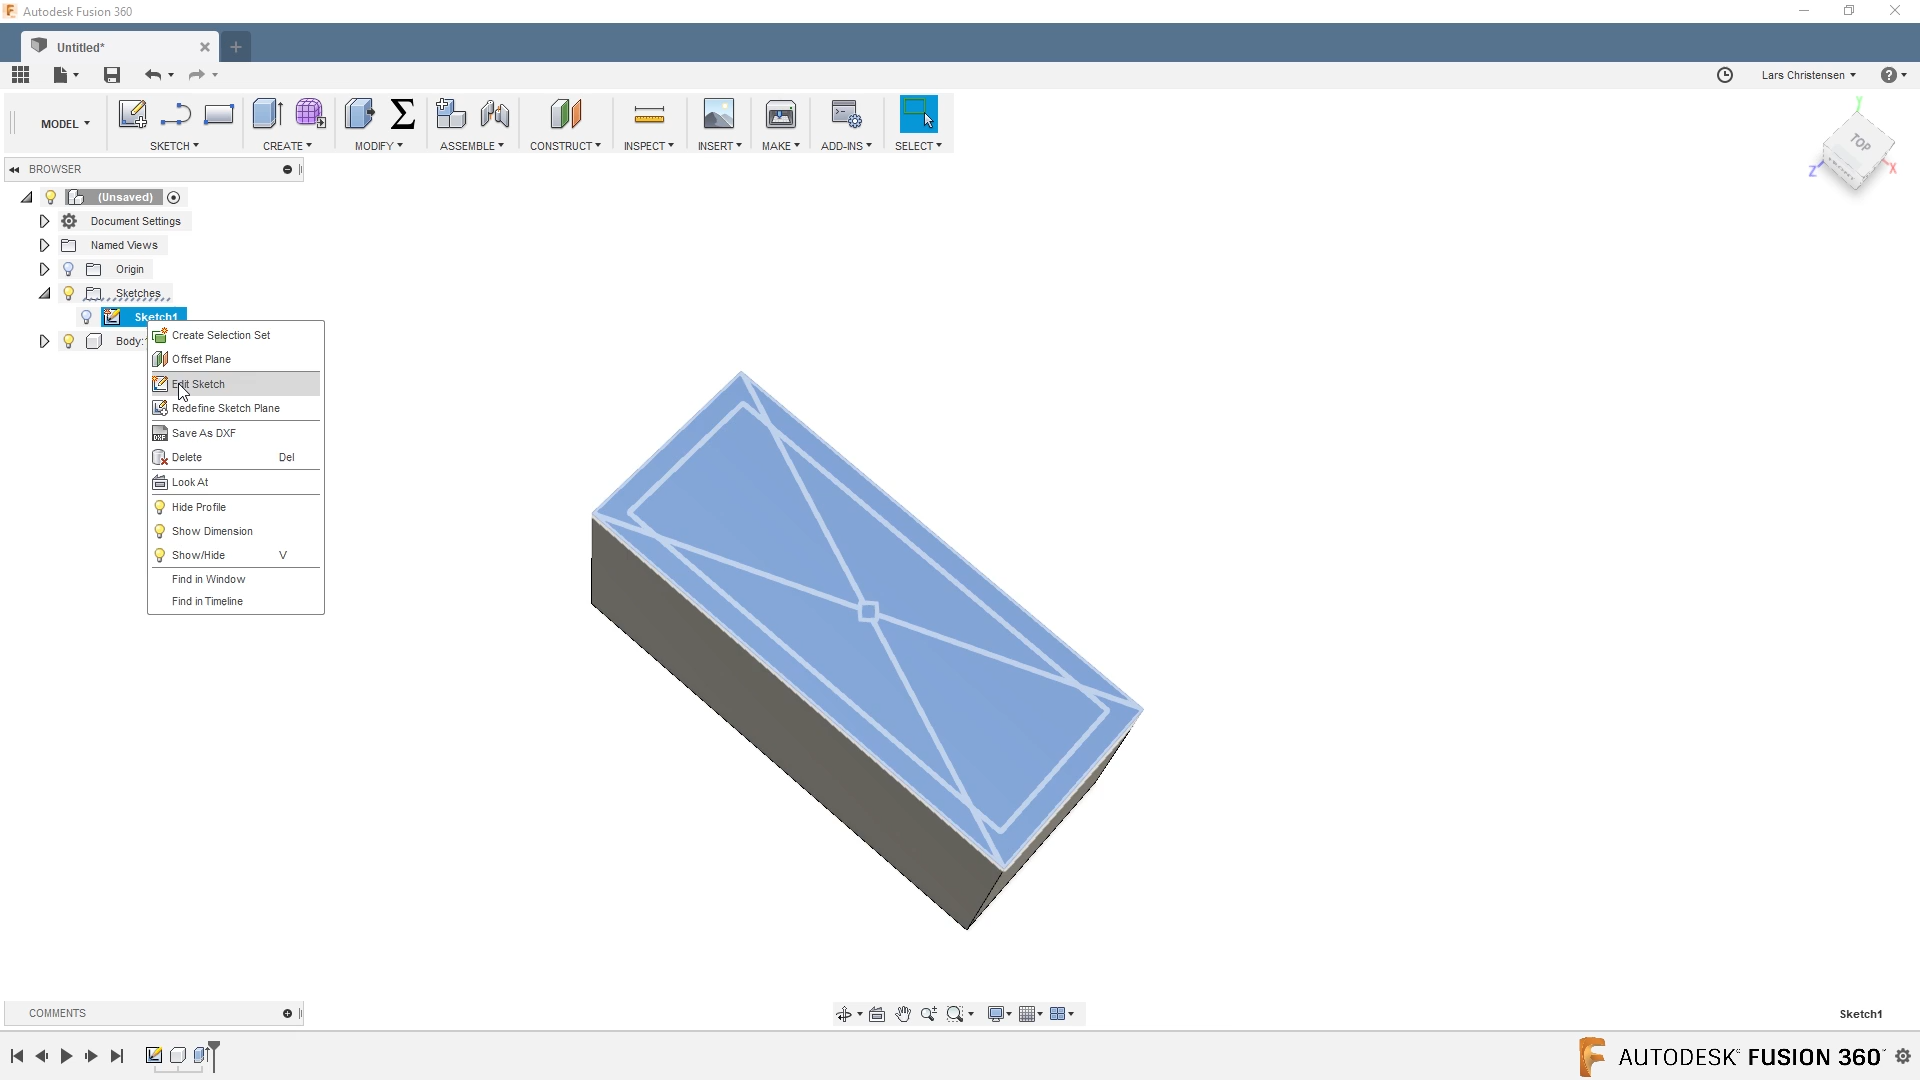 Autodesk Fusion 360
Untitled*
Lars Christensen
MODEL
SKETCH
CREATE
MODIFY
ASSEMBLE
CONSTRUCT
INSPECT
INSERT
MAKE
ADD-INS
SELECT
Y
TOP
Z
X
BROWSER
(Unsaved)
Document Settings
Named Views
Origin
Sketches
Sketch1
Body:
Create Selection Set
Offset Plane
Edit Sketch
Redefine Sketch Plane
DXF
Save As DXF
Delete Del
Look At
Hide Profile
Show Dimension
Show/Hide V
Find in Window
Find in Timeline
COMMENTS
Sketch1
AUTODESK FUSION 360